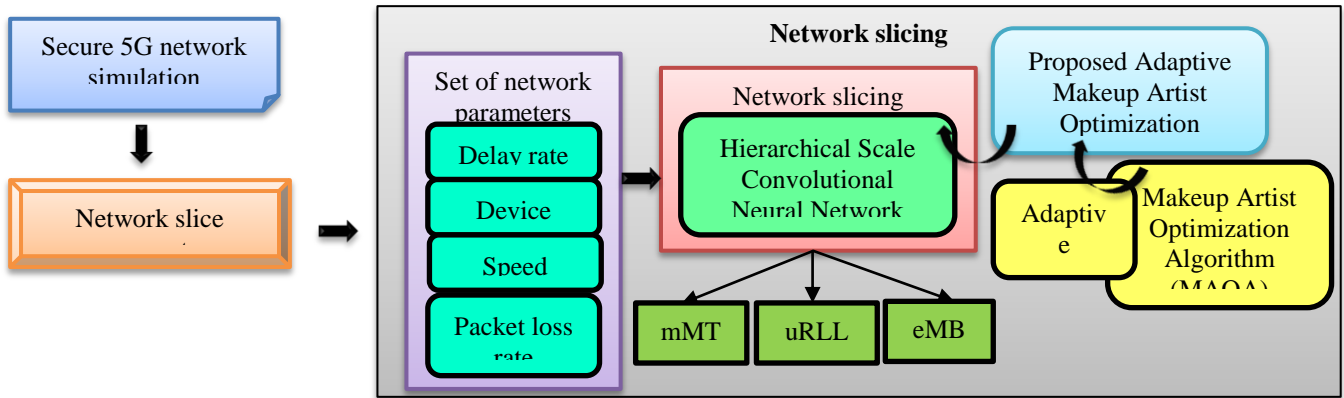 Secure 5G network
simulation
Network slice
Network slicing
Set of network
parameters
Delay rate
Device
Speed
Packet loss
rate
Network slicing
Hierarchical Scale
Convolutional
Neural Network
mMT
uRLL
eMB
Proposed Adaptive
Makeup Artist
Optimization
Adaptiv
e
Makeup Artist
Optimization
Algorithm
(MAOA)